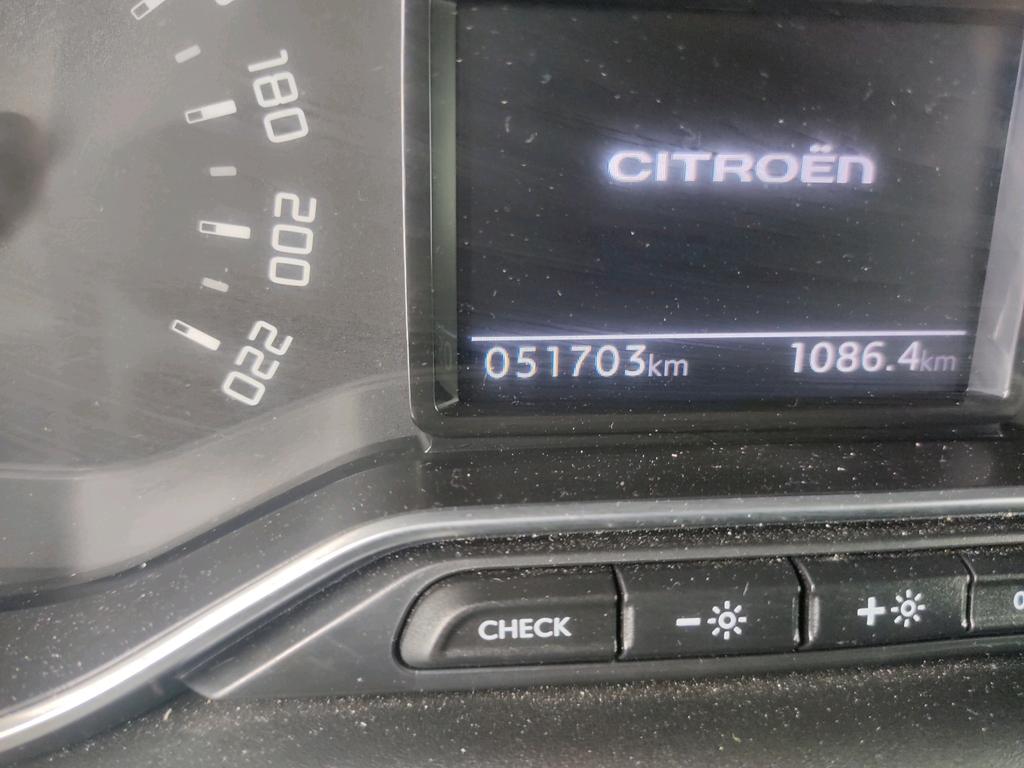 180
200
220
CITROËN
051703km 1086.4km
CHECK - +